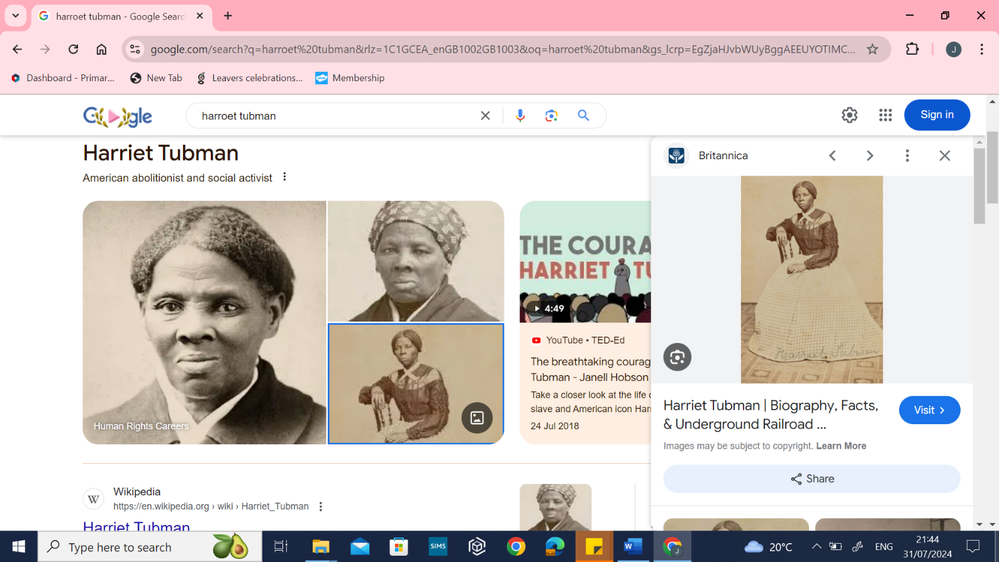 harroet tubman - Google Searc
google.com/search?q=harroet%20tubman&rlz=1C1GCEA_enGB1002GB1003&oq=harroet%20tubman&gs_lcrp=EgZjaHJvbWUyBggAEEUYOTIMC...
J
Dashboard - Primar...
New Tab
Leavers celebrations...
Membership
harroet tubman
Sign in
Harriet Tubman
American abolitionist and social activist
Human Rights Careers
THE COURA
HARRIET TU
4:49
YouTube • TED-Ed
The breathtaking courag
Tubman - Janell Hobson
Take a closer look at the life
slave and American icon Har
24 Jul 2018
Britannica
Harriet Tubman
Harriet Tubman | Biography, Facts,
& Underground Railroad ...
Visit
Images may be subject to copyright. Learn More
Share
W
Wikipedia
https://en.wikipedia.org › wiki › Harriet_Tubman
Harriet Tubman
Type here to search
SIMS
W
J
20°C
ENG
21:44
31/07/2024